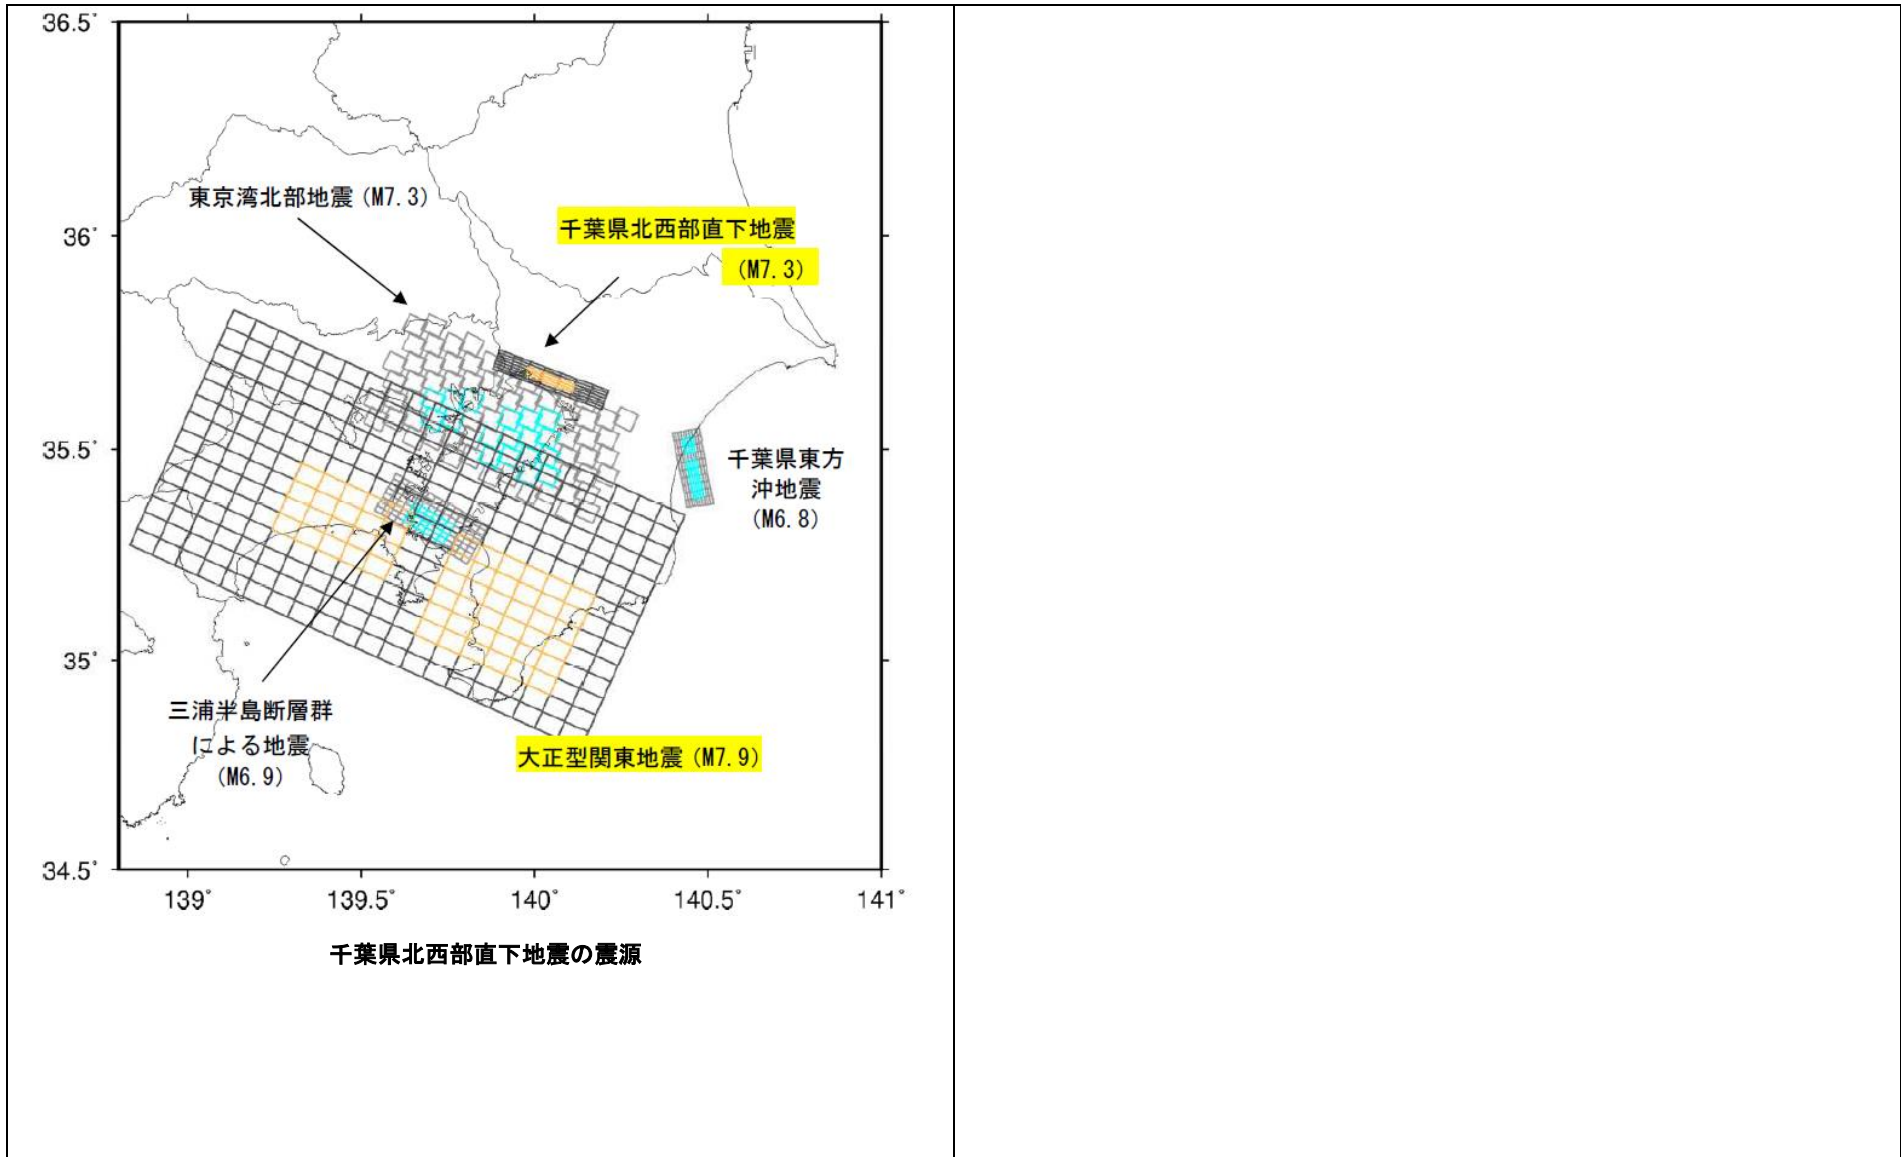 36.5°
東京湾北部地震 (M7.3)
千葉県北西部直下地震
(M7.3)
36°
35.5°
千葉県東方
沖地震
(M6.8)
35°
三浦半島断層群
による地震
(M6.9)
大正型関東地震 (M7.9)
34.5°
139° 139.5° 140° 140.5° 141°
千葉県北西部直下地震の震源